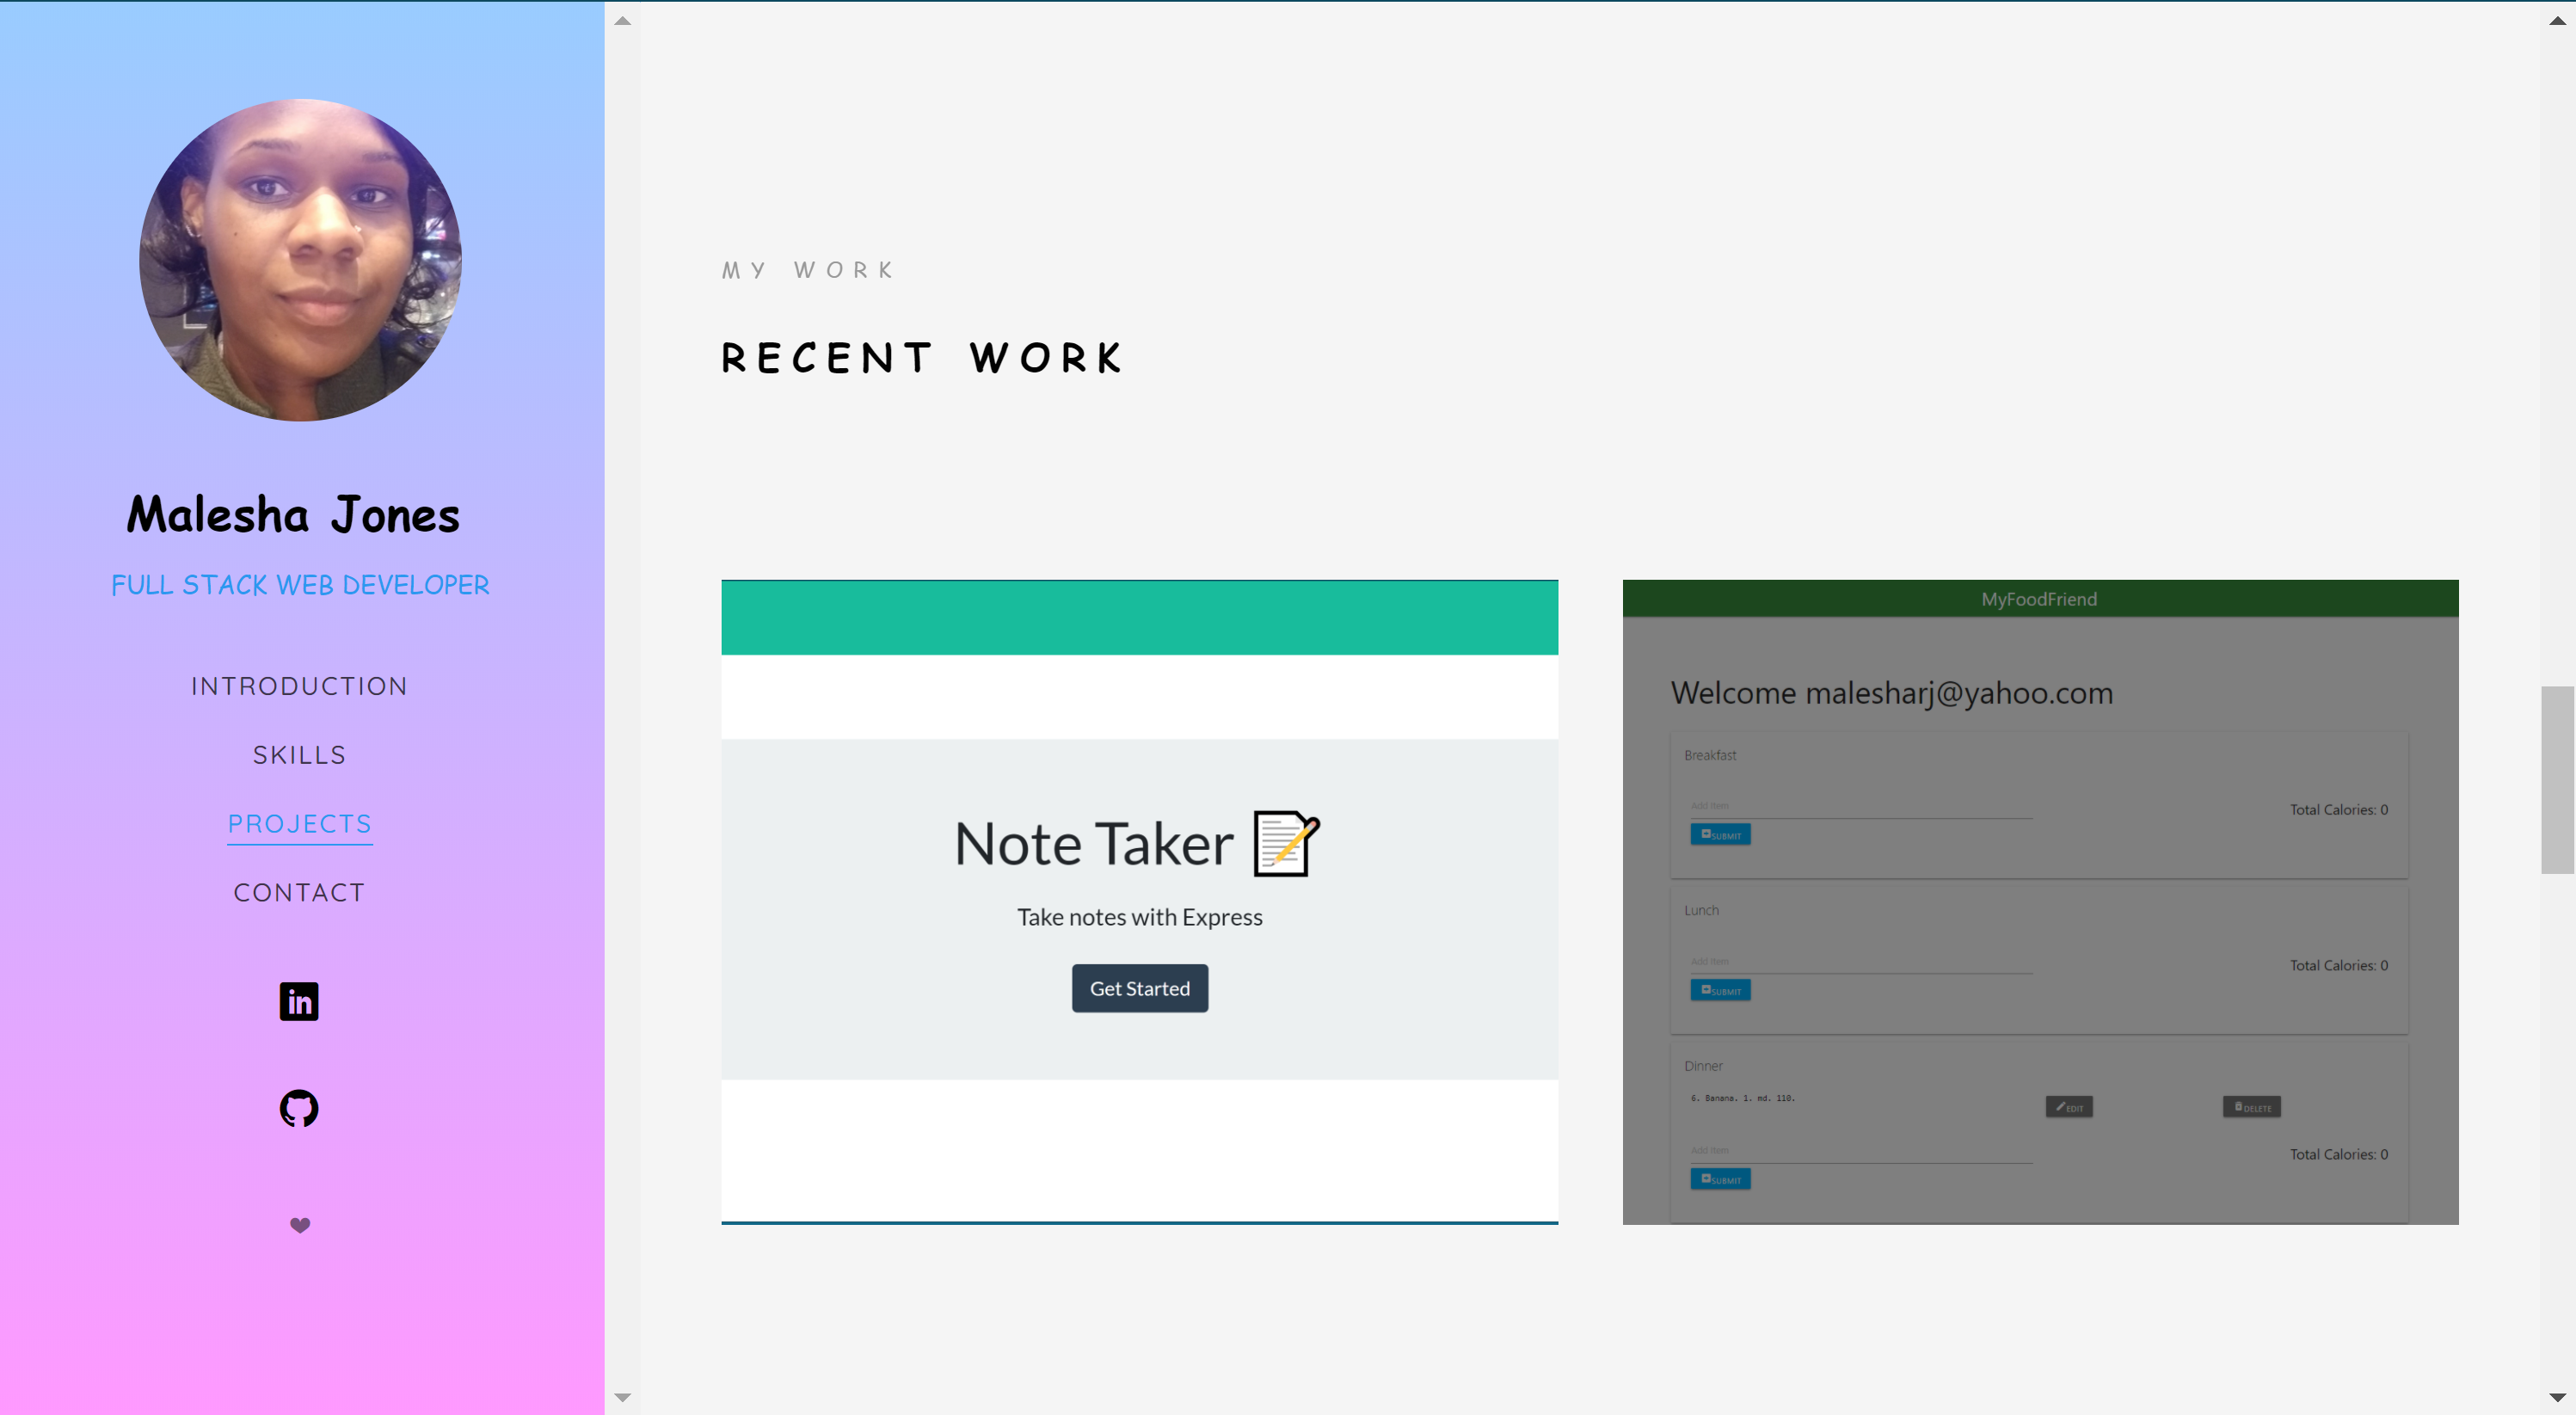 Malesha Jones
FULL STACK WEB DEVELOPER
INTRODUCTION
SKILLS
PROJECTS
CONTACT
in
MY WORK
RECENT WORK
Note Taker
Take notes with Express
Get Started
MyFoodFriend
Welcome malesharj@yahoo.com
Breakfast
Add item
Total Calories: 0
SUBMIT
Lunch
Add item
Total Calories: 0
SUBMIT
Dinner
6. Banana. 1. md. 110.
EDIT
DELETE
Add item
Total Calories: 0
SUBMIT